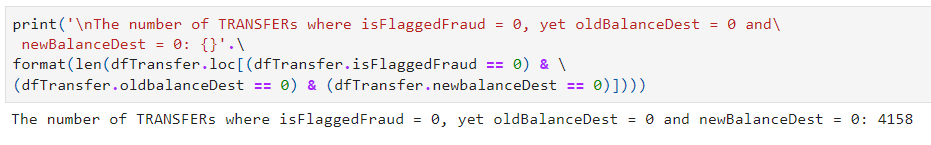 print('\nThe number of TRANSFERs where isFlaggedFraud = 0, yet oldBalanceDest = 0 and\
 newBalanceDest = 0: {}'.\
format(len(dfTransfer.loc[(dfTransfer.isFlaggedFraud == 0) & \
(dfTransfer.oldbalanceDest == 0) & (dfTransfer.newbalanceDest == 0)])))
The number of TRANSFERs where isFlaggedFraud = 0, yet oldBalanceDest = 0 and newBalanceDest = 0: 4158